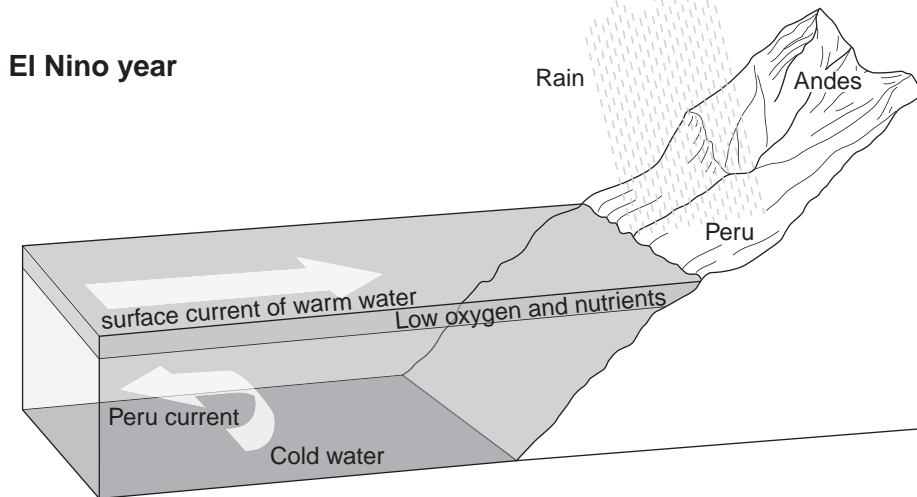 El Nino year
Rain
Andes
Peru
surface current of warm water
Low oxygen and nutrients
Peru current
Cold water